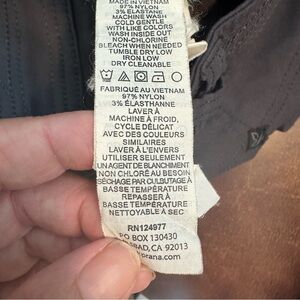 MADE IN VIETNAM
97% NYLON
3% ELASTANE
MACHINE WASH
COLD GENTLE
WITH LIKE COLORS
WASH INSIDE OUT
NON-CHLORINE
BLEACH WHEN NEEDED
TUMBLE DRY LOW
IRON LOW
DRY CLEANABLE
FABRIQUÉ AU VIETNAM
97% NYLON
3% ÉLASTHANNE
LAVER À
MACHINE À FROID,
CYCLE DÉLICAT
AVEC DES COULEURS
SIMILAIRES
LAVER À L'ENVERS
UTILISER SEULEMENT
UN AGENT DE BLANCHIMENT
NON CHLORÉ AU BESOIN
SÉCHAGE PAR CULBUTAGE À
BASSE TEMPÉRATURE
REPASSER À
BASSE TEMPÉRATURE
NETTOYABLE À SEC
RN124977
PO BOX 130430
BAD, CA 92013
prana.com